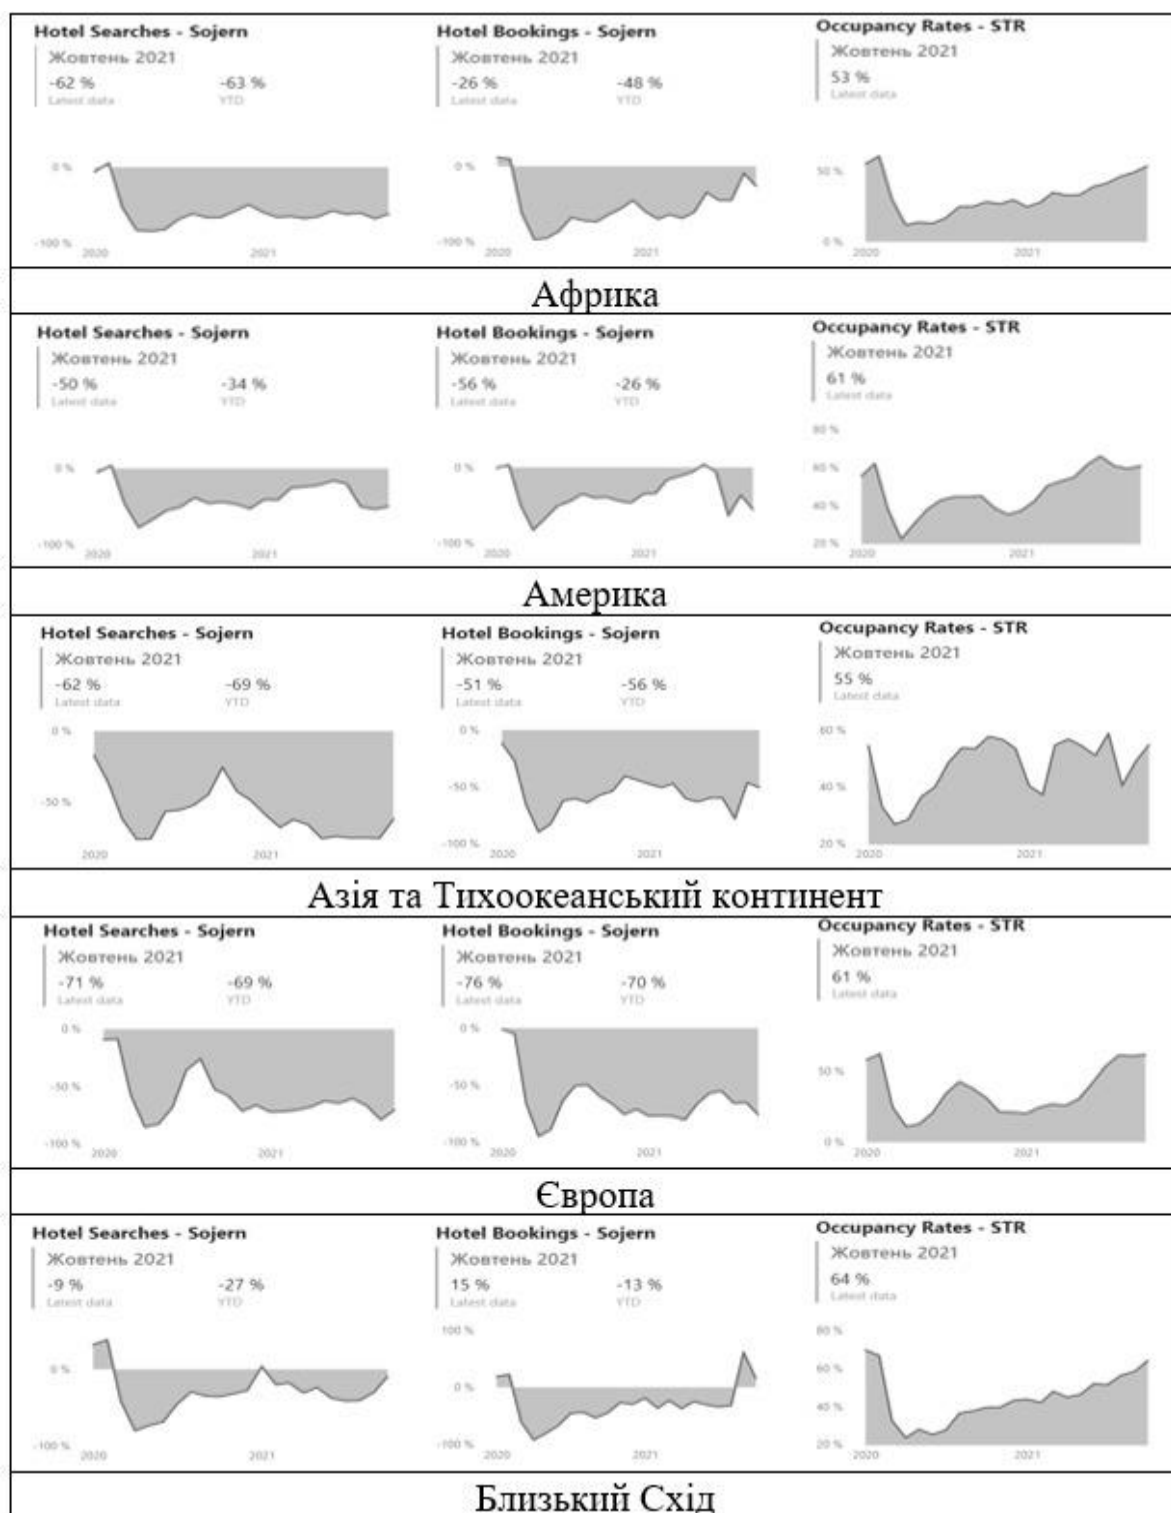 Hotel Searches - Sojern
Hotel Bookings - Sojern
Occupancy Rates - STR
Жовтень 2021
Жовтень 2021
Жовтень 2021
-62 %
-63 %
-26 %
-48 %
53 %
Latest data
YTD
Latest data
YTD
Latest data
0 %
0 %
50 %
-100 %
-100 %
0 %
2020
2021
2020
2021
2020
2021
Африка
Hotel Searches - Sojern
Hotel Bookings - Sojern
Occupancy Rates - STR
Жовтень 2021
Жовтень 2021
Жовтень 2021
-50 %
-34 %
-56 %
-26 %
61 %
Latest data
YTD
Latest data
YTD
Latest data
80 %
0 %
0 %
60 %
40 %
-100 %
-100 %
20 %
2020
2021
2020
2021
2020
2021
Америка
Hotel Searches - Sojern
Hotel Bookings - Sojern
Occupancy Rates - STR
Жовтень 2021
Жовтень 2021
Жовтень 2021
-62 %
-69 %
-51 %
-56 %
55 %
Latest data
YTD
Latest data
YTD
Latest data
0 %
0 %
60 %
-50 %
-50 %
40 %
-100 %
20 %
2020
2021
2020
2021
2020
2021
Азія та Тихоокеанський континент
Hotel Searches - Sojern
Hotel Bookings - Sojern
Occupancy Rates - STR
Жовтень 2021
Жовтень 2021
Жовтень 2021
-71 %
-69 %
-76 %
-70 %
61 %
Latest data
YTD
Latest data
YTD
Latest data
0 %
0 %
50 %
-50 %
-50 %
-100 %
-100 %
0 %
2020
2021
2020
2021
2020
2021
Європа
Hotel Searches - Sojern
Hotel Bookings - Sojern
Occupancy Rates - STR
Жовтень 2021
Жовтень 2021
Жовтень 2021
-9 %
-27 %
15 %
-13 %
64 %
Latest data
YTD
Latest data
YTD
Latest data
100 %
80 %
0 %
0 %
60 %
40 %
-100 %
-100 %
20 %
2020
2021
2020
2021
2020
2021
Близький Схід